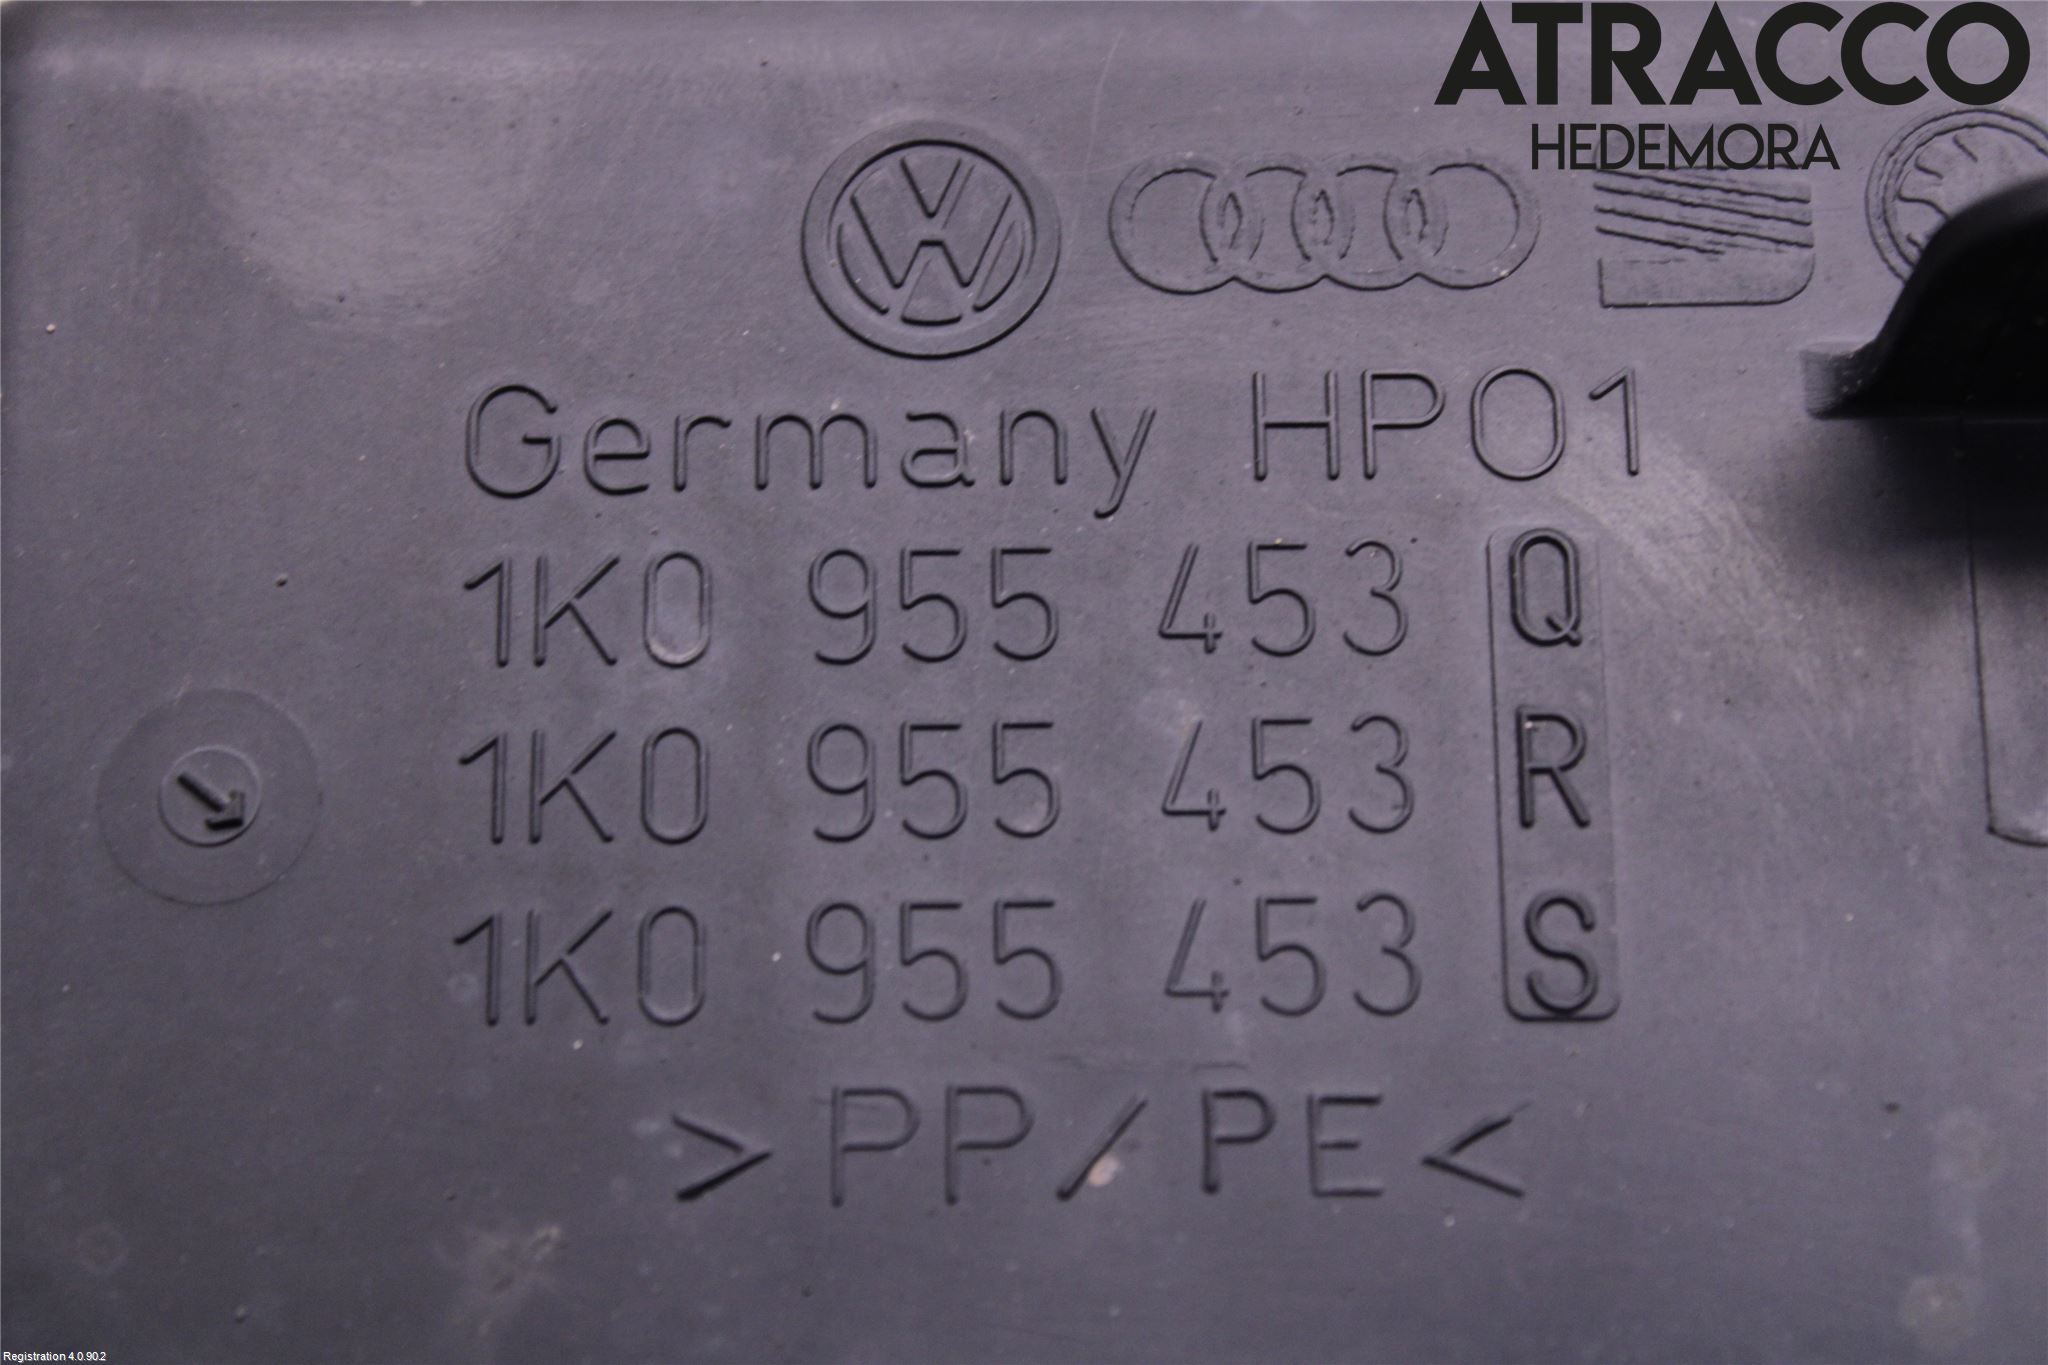 ATRACCO
HEDEMORA
Germany HP01
1K0 955 453 Q
1K0 955 453 R
1K0 955 453 S
>PP/PE<
Registration 4.0.90.2